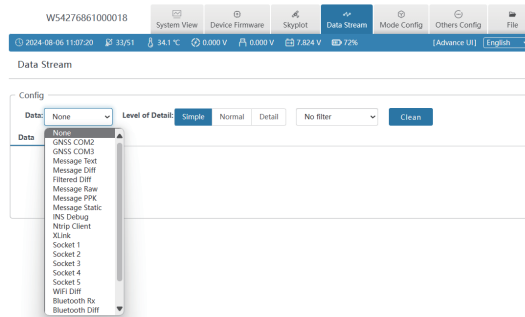 W54276861000018
System View
Device Firmware
Skyplot
Data Stream
Mode Config
Others Config
File
2024-08-06 11:07:20 33/51 34.1 °C 0.000 V 0.000 V 7.824 V 72% [Advance UI] English
Data Stream
Config
Data: None Level of Detail: Simple Normal Detail No filter Clean
Data
None
GNSS COM2
GNSS COM3
Message Text
Message Diff
Filtered Diff
Message Raw
Message PPK
Message Static
INS Debug
Ntrip Client
XLink
Socket 1
Socket 2
Socket 3
Socket 4
Socket 5
WiFi Diff
Bluetooth Rx
Bluetooth Diff